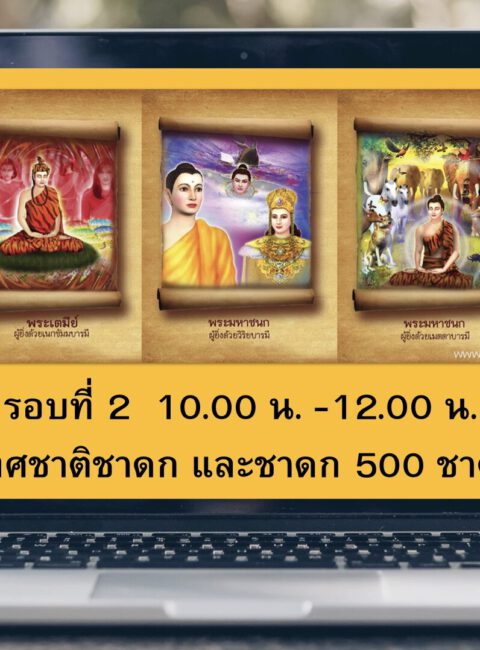 พระเตมีย์
ผู้ยิ่งด้วยเนกขัมมบารมี
พระมหาชนก
ผู้ยิ่งด้วยวิริยบารมี
พระมหาชนก
ผู้ยิ่งด้วยเมตตาบารมี
www.
รอบที่ 2 10.00 น. -12.00 น.
ทศชาติชาดก และชาดก 500 ชา